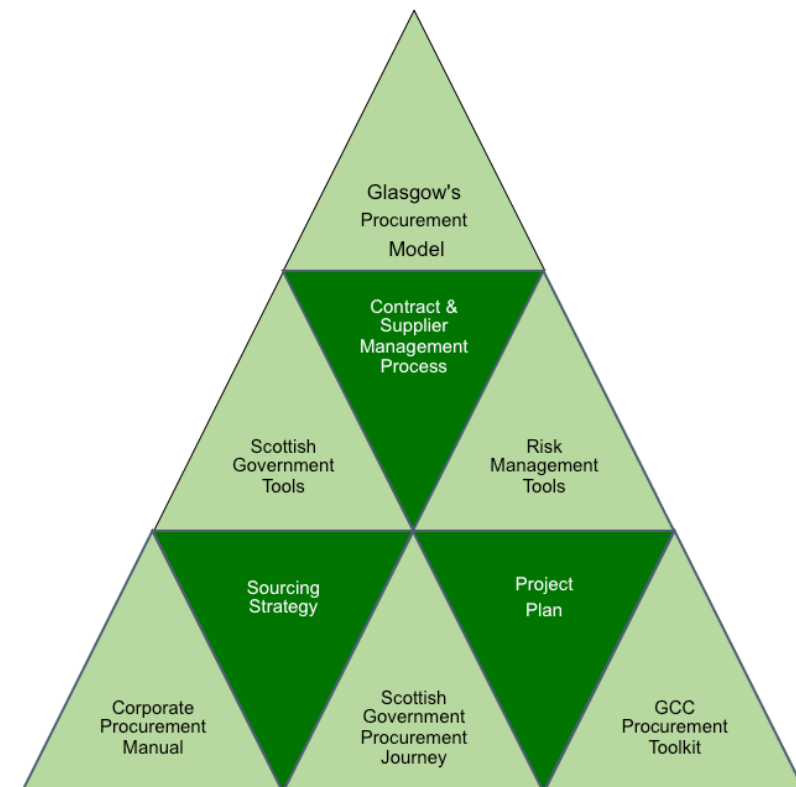 Glasgow's
Procurement
Model
Contract &
Supplier
Management
Process
Scottish
Government
Tools
Risk
Management
Tools
Sourcing
Strategy
Project
Plan
Corporate
Procurement
Manual
Scottish
Government
Procurement
Journey
GCC
Procurement
Toolkit